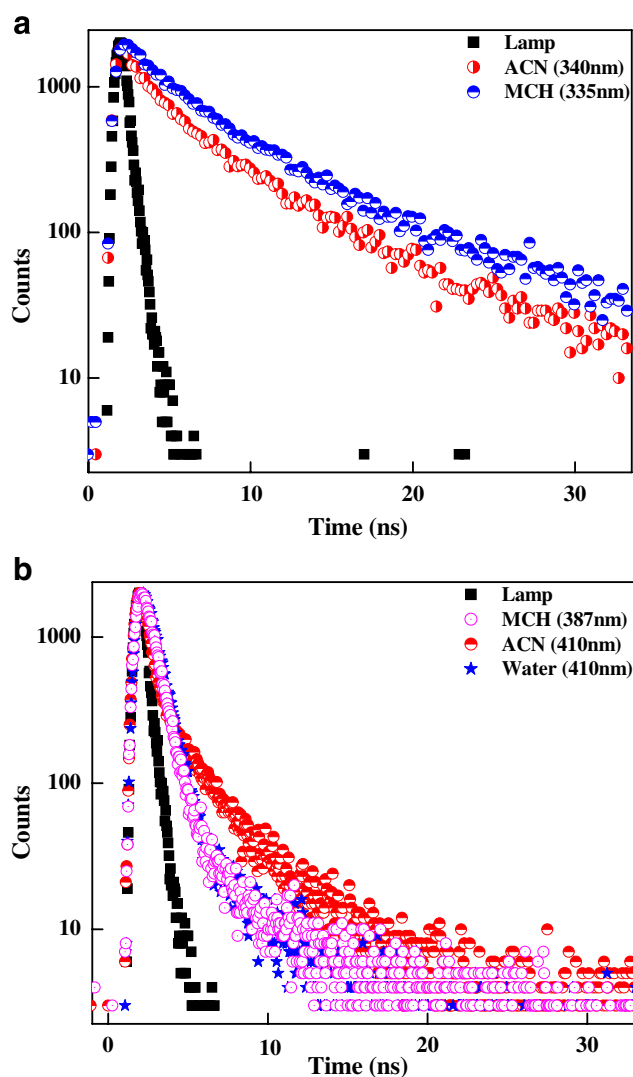 a
Lamp
ACN (340nm)
MCH (335nm)
1000
100
10
Counts
0 10 20 30
Time (ns)
b
Lamp
MCH (387nm)
ACN (410nm)
Water (410nm)
1000
100
10
Counts
0 10 20 30
Time (ns)